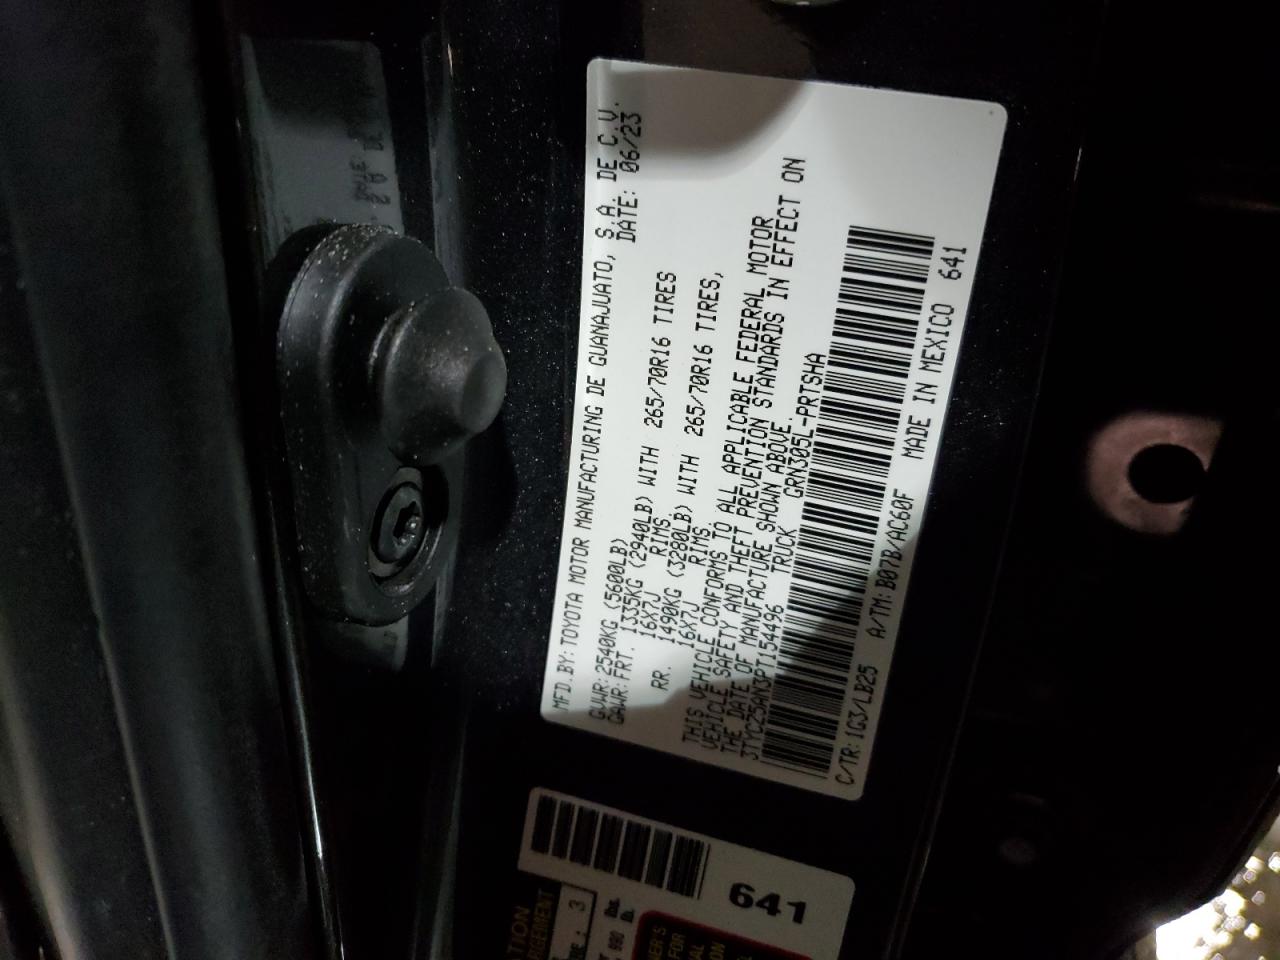 MFD.BY:TOYOTA MOTOR MANUFACTURING DE GUANAJUATO, S.A. DE C.V.
DATE: 06/23
GVWR:2540KG (5600LB)
GAWR:FRT. 1335KG (2940LB) WITH 265/70R16 TIRES
16X7J RIMS
RR. 1490KG (3280LB) WITH 265/70R16 TIRES,
16X7J RIMS.
THIS VEHICLE CONFORMS TO ALL APPLICABLE FEDERAL MOTOR
VEHICLE SAFETY AND THEFT PREVENTION STANDARDS IN EFFECT ON
THE DATE OF MANUFACTURE SHOWN ABOVE.
3TYCZ5AN3PT154496 TRUCK GRN305L-PRTSHA
C/TR:1G3/LB25 A/TM:B07B/AC60F MADE IN MEXICO 641
641
3
990 lb.